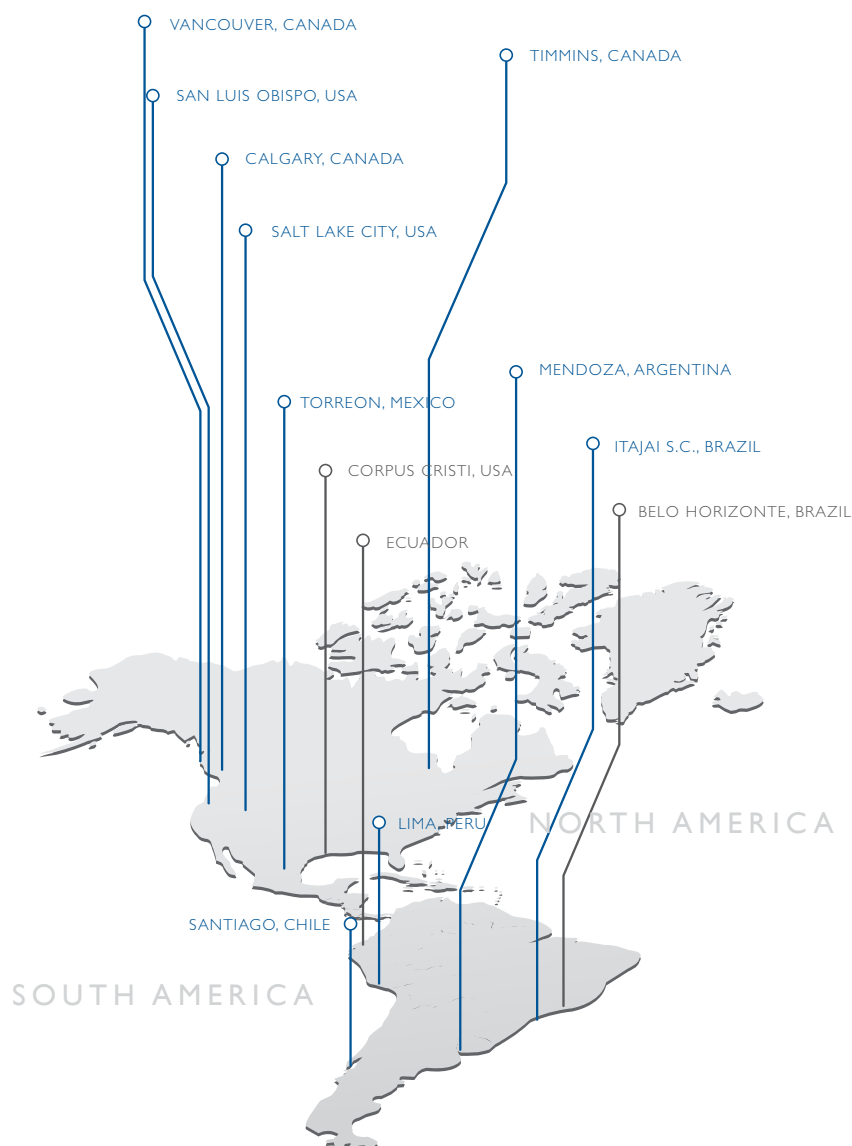 VANCOUVER, CANADA
TIMMINS, CANADA
SAN LUIS OBISPO, USA
CALGARY, CANADA
SALT LAKE CITY, USA
MENDOZA, ARGENTINA
TORREON, MEXICO
ITAJAI S.C., BRAZIL
CORPUS CRISTI, USA
BELO HORIZONTE, BRAZIL
ECUADOR
LIMA, PERU
NORTH AMERICA
SANTIAGO, CHILE
SOUTH AMERICA